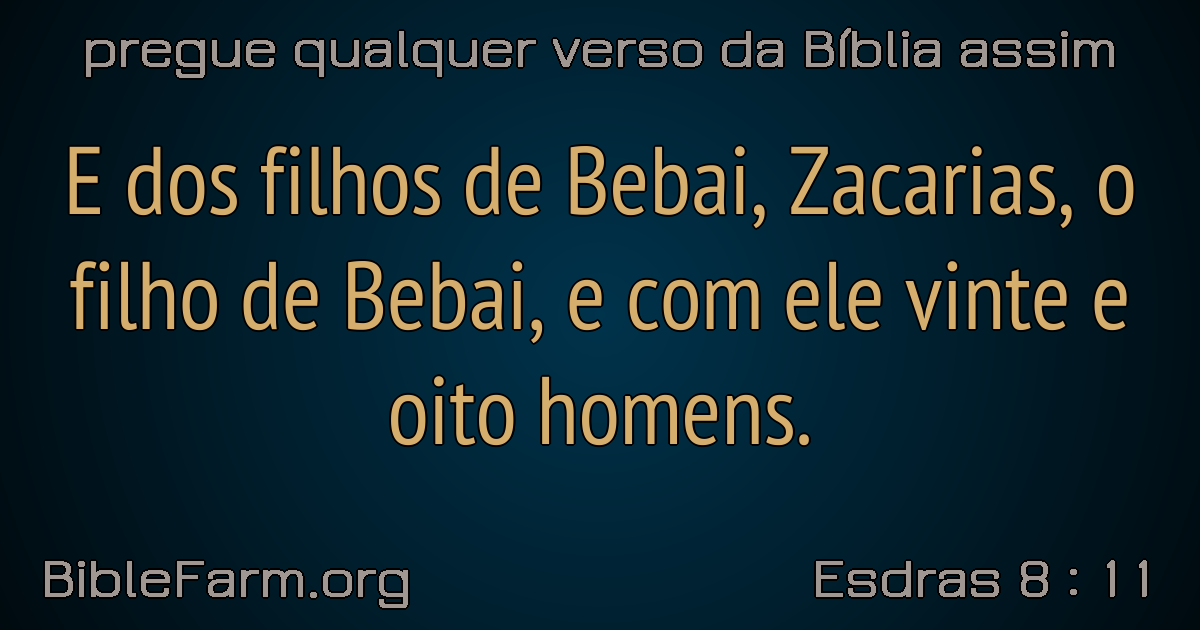 pregue qualquer verso da Bíblia assim
E dos filhos de Bebai, Zacarias, o
filho de Bebai, e com ele vinte e
oito homens.
BibleFarm.org
Esdras 8 : 11